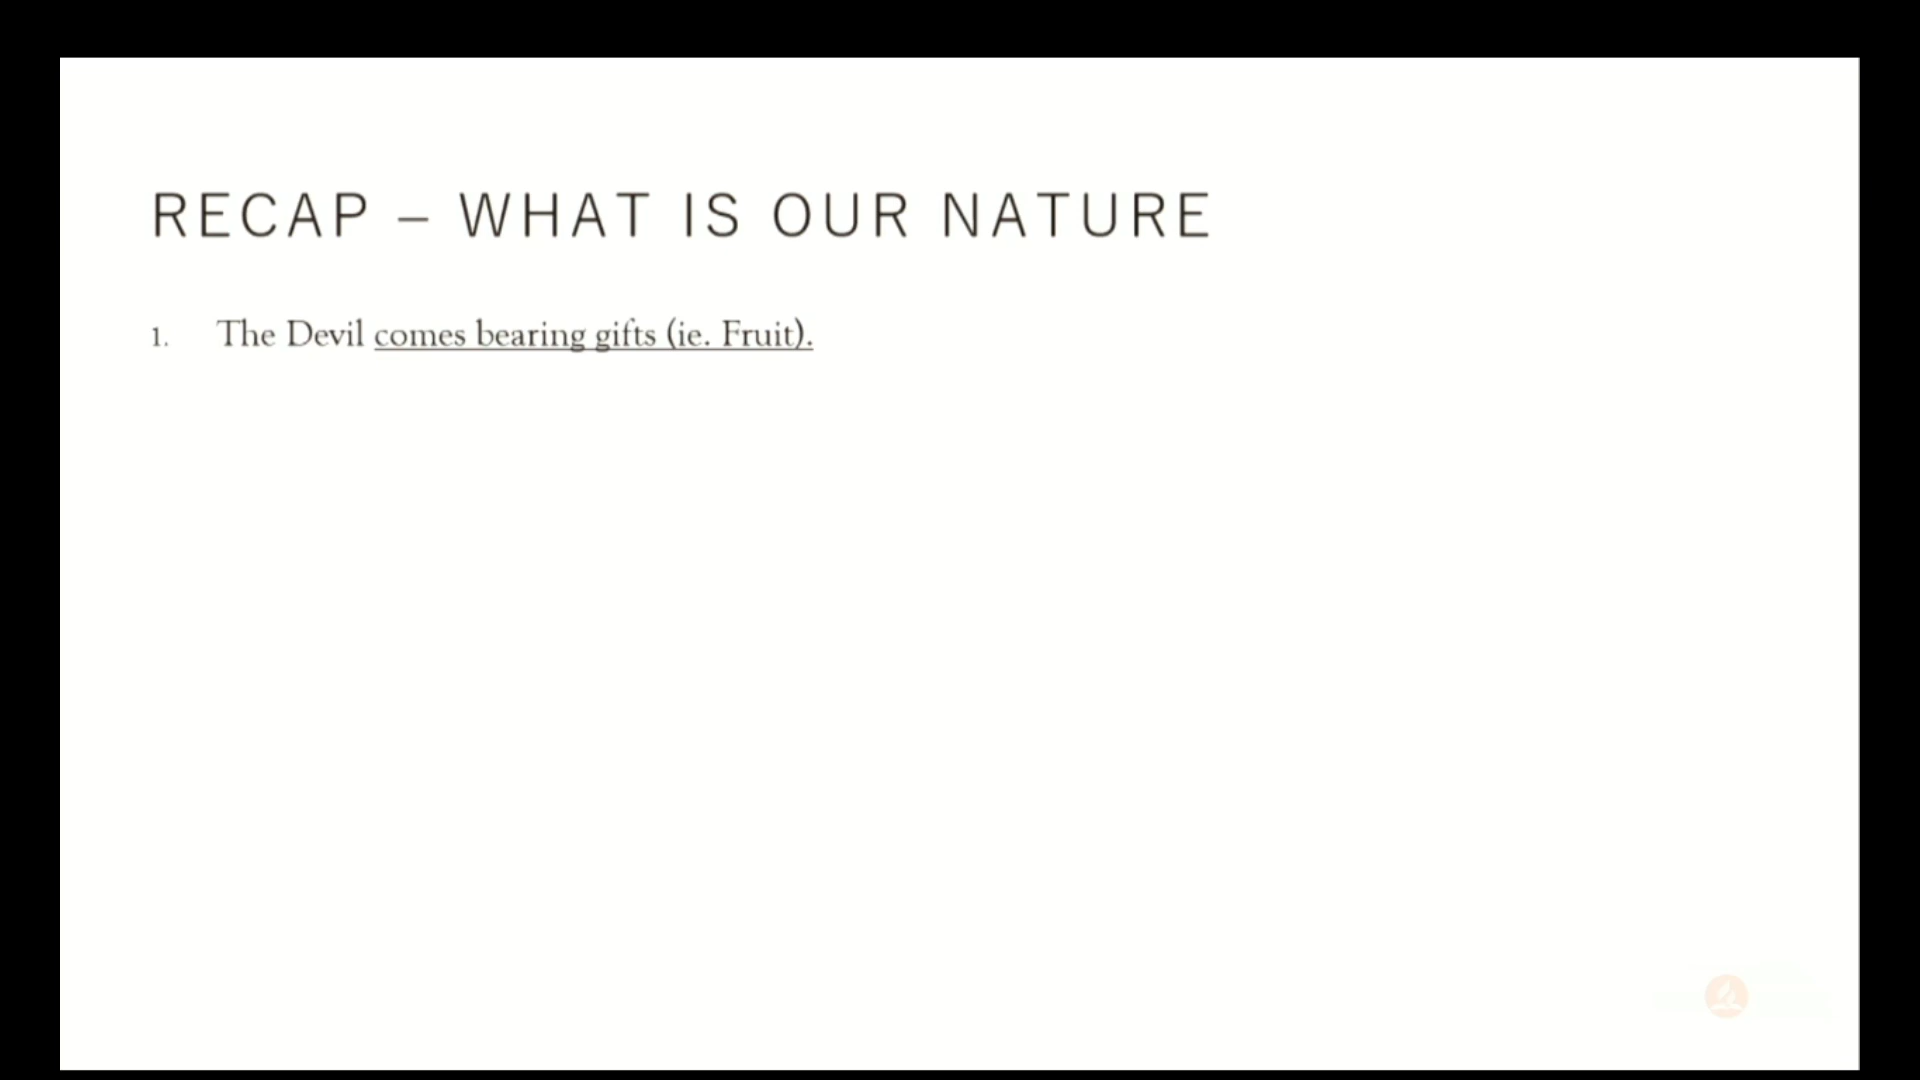 RECAP – WHAT IS OUR NATURE
1. The Devil comes bearing gifts (ie. Fruit).